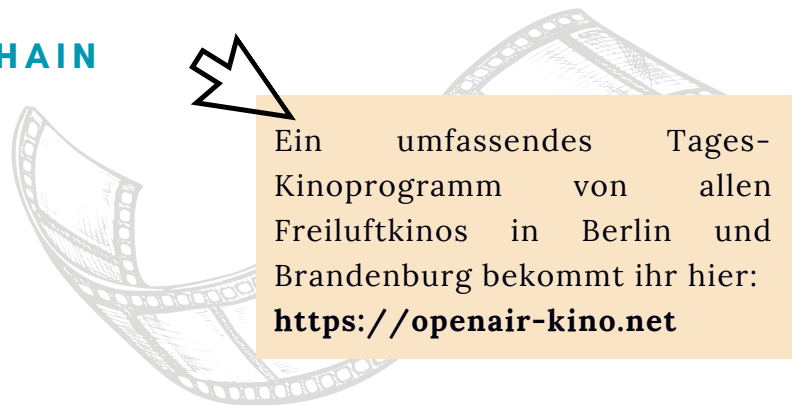 HAIN
Ein umfassendes Tages-
Kinoprogramm von allen
Freiluftkinos in Berlin und
Brandenburg bekommt ihr hier:
https://openair-kino.net